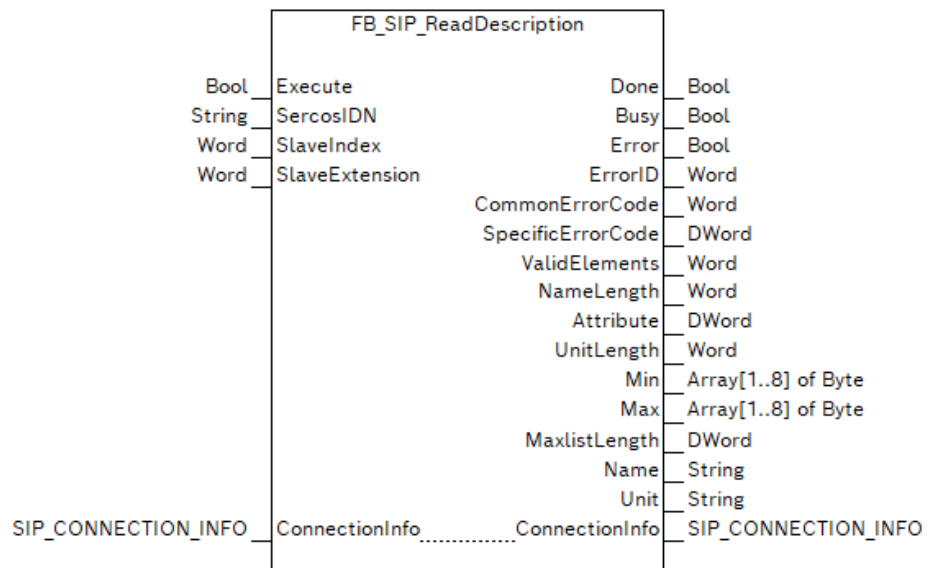 FB_SIP_ReadDescription
Bool Execute Done Bool
String SercosIDN Busy Bool
Word SlaveIndex Error Bool
Word SlaveExtension ErrorID Word
CommonErrorCode Word
SpecificErrorCode DWord
ValidElements Word
NameLength Word
Attribute DWord
UnitLength Word
Min Array[1..8] of Byte
Max Array[1..8] of Byte
MaxlistLength DWord
Name String
Unit String
SIP_CONNECTION_INFO ConnectionInfo ConnectionInfo SIP_CONNECTION_INFO